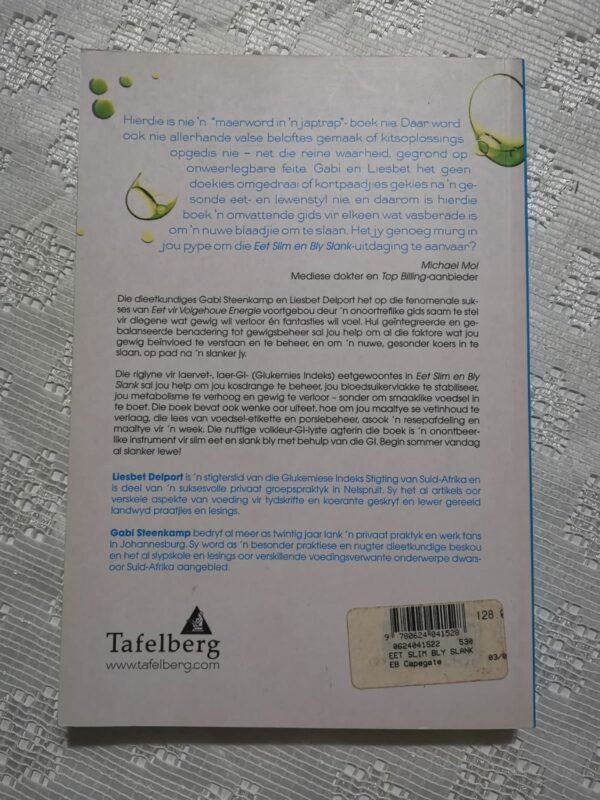 Hierdie is nie 'n "maerword in 'n japtrap"- boek nie. Daar word
ook nie allerhande valse beloftes gemaak of kitsoplossings
opgedis nie – net die reine waarheid, gegrond op
onweerlegbare feite. Gabi en Liesbet het geen
doekies omgedraai of kortpaadjies gekies na 'n ge-
sonde eet- en lewenstyl nie, en daarom is hierdie
boek 'n omvattende gids vir elkeen wat vasberade is
om 'n nuwe blaadjie om te slaan. Het jy genoeg murg in
jou pype om die Eet Slim en Bly Slank-uitdaging te aanvaar?
Michael Mol
Mediese dokter en Top Billing-aanbieder
Die dieetkundiges Gabi Steenkamp en Liesbet Delport het op die fenomenale suk-
ses van Eet vir Volgehoue Energie voortgebou deur 'n onoortreflike gids saam te stel
vir diegene wat gewig wil verloor én fantasties wil voel. Hul geïntegreerde en ge-
balanseerde benadering tot gewigsbeheer sal jou help om al die faktore wat jou
gewig beïnvloed te verstaan en te beheer, en om 'n nuwe, gesonder koers in te
slaan, op pad na 'n slanker jy.
Die riglyne vir laervet-, laer-GI- (Glukemies Indeks) eetgewoontes in Eet Slim en Bly
Slank sal jou help om jou kosdrange te beheer, jou bloedsuikervlakke te stabiliseer,
jou metabolisme te verhoog en gewig te verloor – sonder om smaaklike voedsel in
te boet. Die boek bevat ook wenke oor uiteet, hoe om jou maaltye se vetinhoud te
verlaag, die lees van voedsel-etikette en porsiebeheer, asook 'n resepafdeling en
maaltye vir 'n week. Die nuttige volkleur-GI-lyste agterin die boek is 'n onontbeer-
like instrument vir slim eet en slank bly met behulp van die GI. Begin sommer vandag
al slanker lewe!
Liesbet Delport is 'n stigterslid van die Glukemiese Indeks Stigting van Suid-Afrika en
is deel van 'n suksesvolle privaat groepspraktyk in Nelspruit. Sy het al artikels oor
verskeie aspekte van voeding vir tydskrifte en koerante geskryf en lewer gereeld
landwyd praatjies en lesings.
Gabi Steenkamp bedryf al meer as twintig jaar lank 'n privaat praktyk en werk tans
in Johannesburg. Sy word as 'n besonder praktiese en nugter dieetkundige beskou
en het al slypskole en lesings oor verskillende voedingsverwante onderwerpe dwars-
oor Suid-Afrika aangebied.
Tafelberg
www.tafelberg.com
128.
9 780624 041528
0624041522 530
EET SLIM BLY SLANK
EB Capegate 03/0